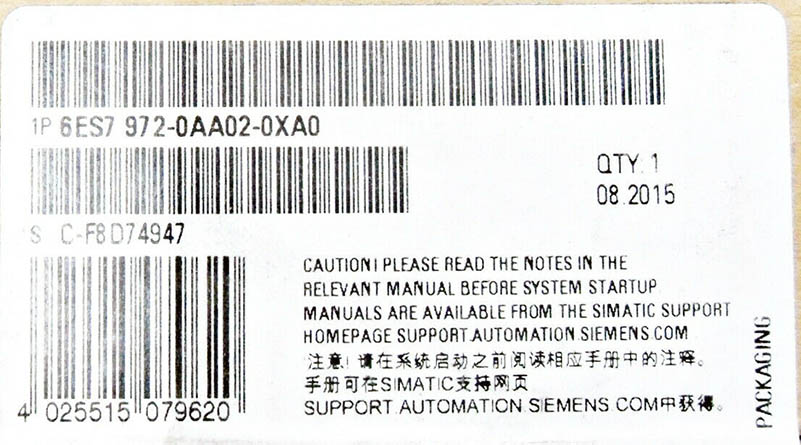 1P 6ES7 972-0AA02-0XA0
QTY. 1
08.2015
S C-F8D74947
CAUTION! PLEASE READ THE NOTES IN THE
RELEVANT MANUAL BEFORE SYSTEM STARTUP.
MANUALS ARE AVAILABLE FROM THE SIMATIC SUPPORT
HOMEPAGE SUPPORT.AUTOMATION.SIEMENS.COM
注意! 请在系统启动之前阅读相应手册中的注释。
手册可在SIMATIC支持网页
SUPPORT.AUTOMATION.SIEMENS.COM中获得。
4 025515 079620
PACKAGING